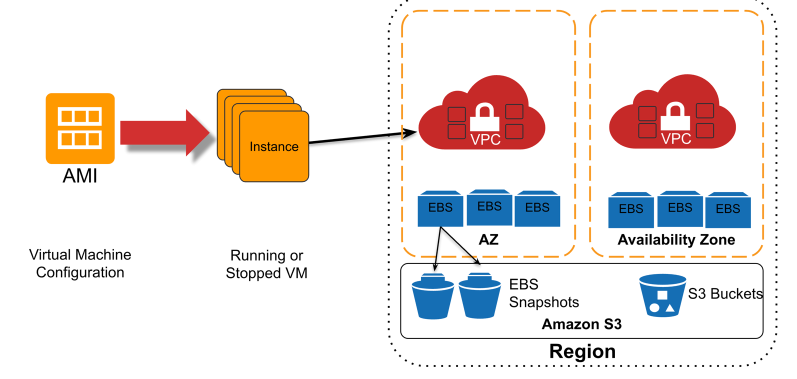 AMI
Virtual Machine
Configuration
Instance
Running or
Stopped VM
VPC
EBS
EBS
EBS
AZ
VPC
EBS
EBS
EBS
Availability Zone
EBS
Snapshots
S3 Buckets
Amazon S3
Region